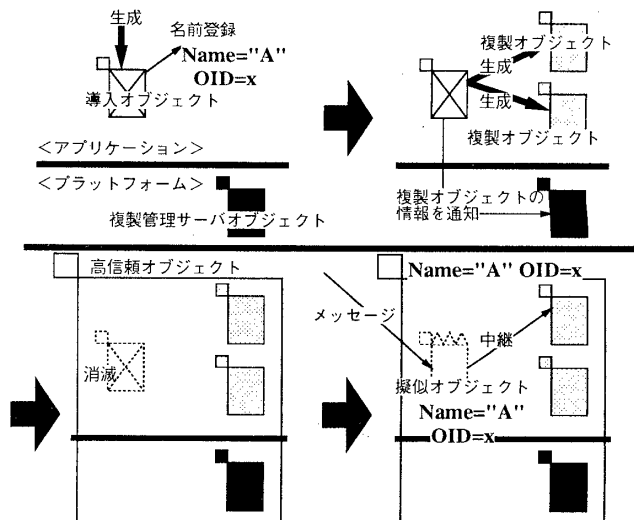 生成
名前登録
Name="A"
OID=x
導入オブジェクト
<アプリケーション>
<プラットフォーム>
複製管理サーバオブジェクト
複製オブジェクト
生成
生成
複製オブジェクト
複製オブジェクトの
情報を通知
高信頼オブジェクト
消滅
Name="A" OID=x
メッセージ
中継
擬似オブジェクト
Name="A"
OID=x